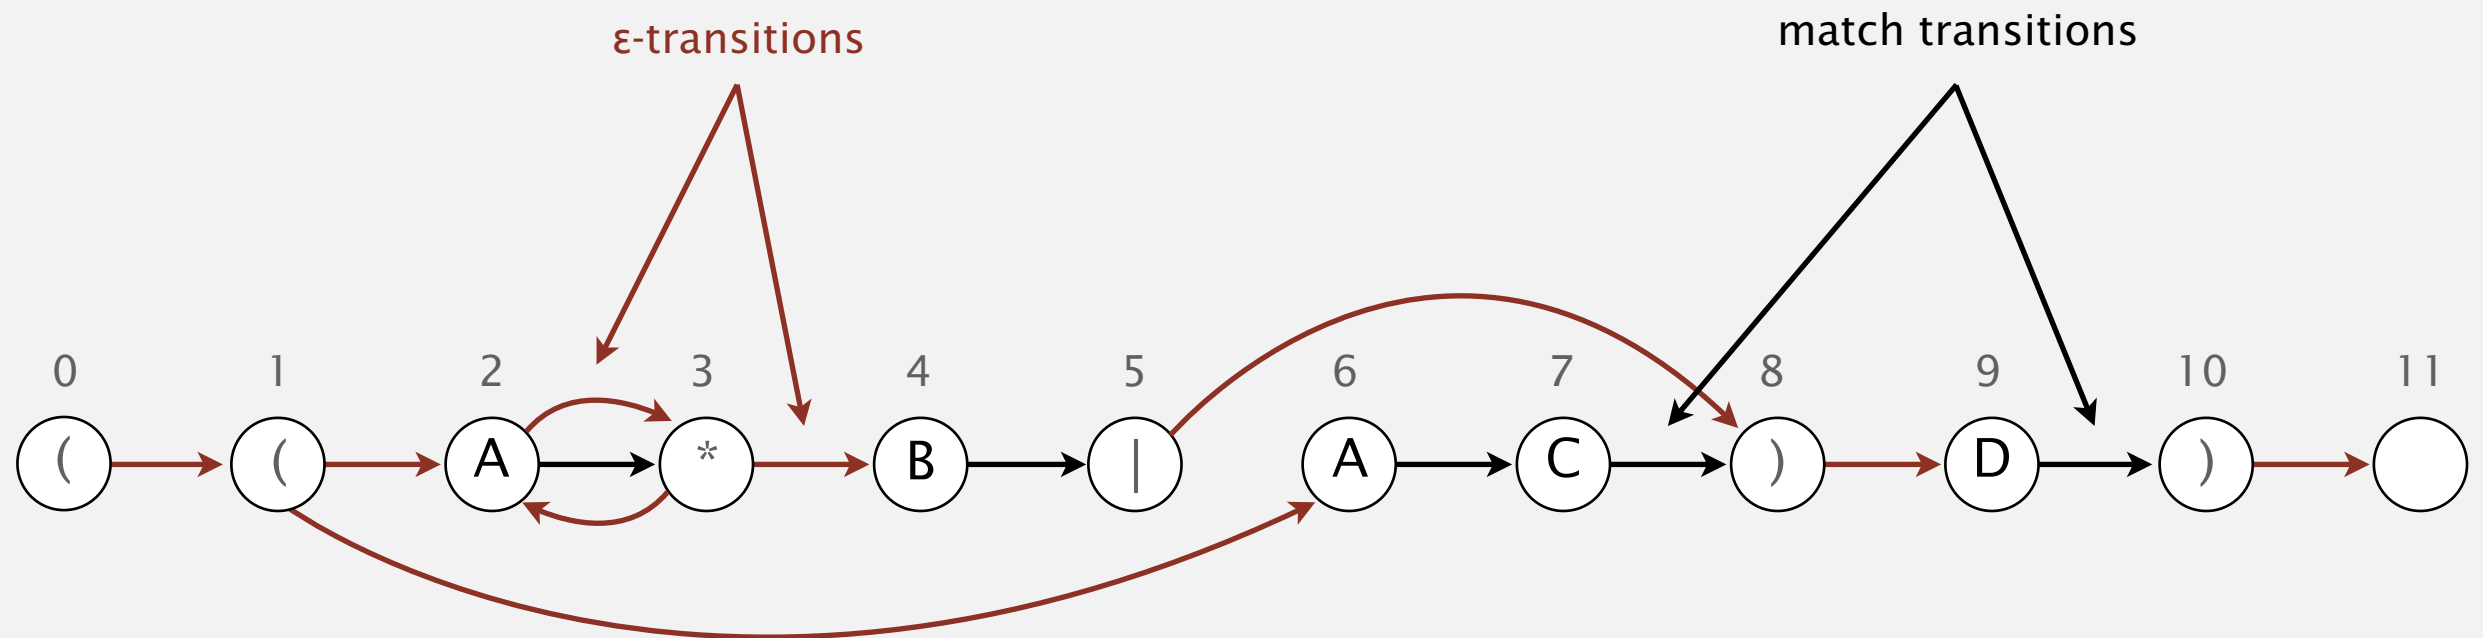 ε-transitions
match transitions
0 1 2 3 4 5 6 7 8 9 10 11
( ( A * B | A C ) D )